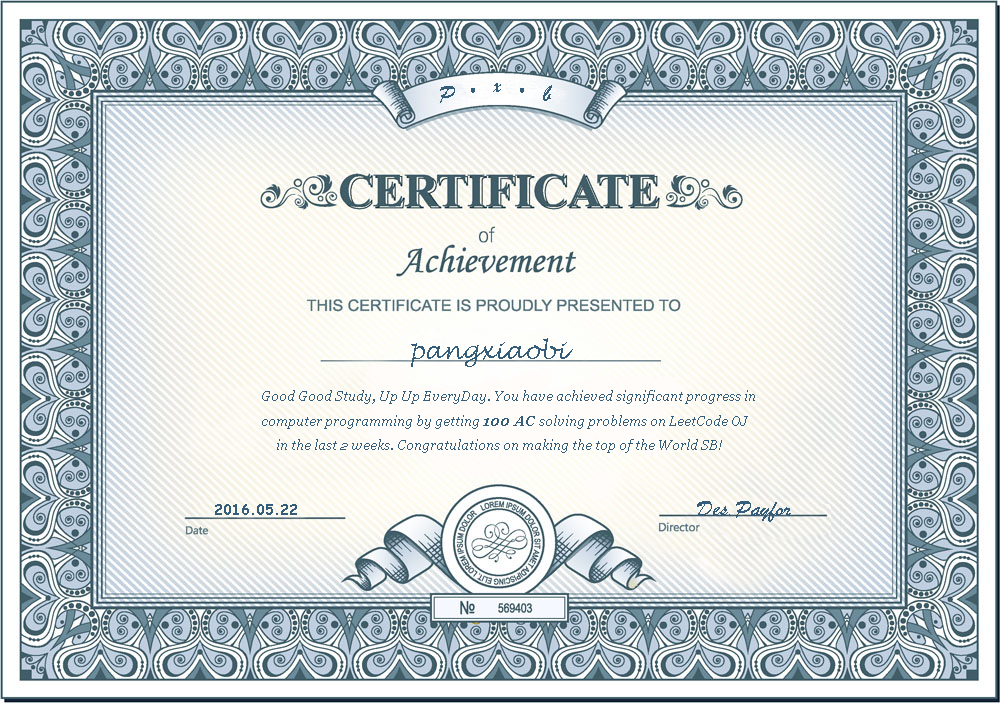 p · x · b
CERTIFICATE
of
Achievement
THIS CERTIFICATE IS PROUDLY PRESENTED TO
pangxiaobi
Good Good Study, Up Up EveryDay. You have achieved significant progress in
computer programming by getting 100 AC solving problems on LeetCode OJ
in the last 2 weeks. Congratulations on making the top of the World SB!
2016.05.22
Date
Des Payfor
Director
LOREM IPSUM DOLOR SIT AMET ADIPISCING ELIT. LOREM IPSUM DOLOR
№ 569403